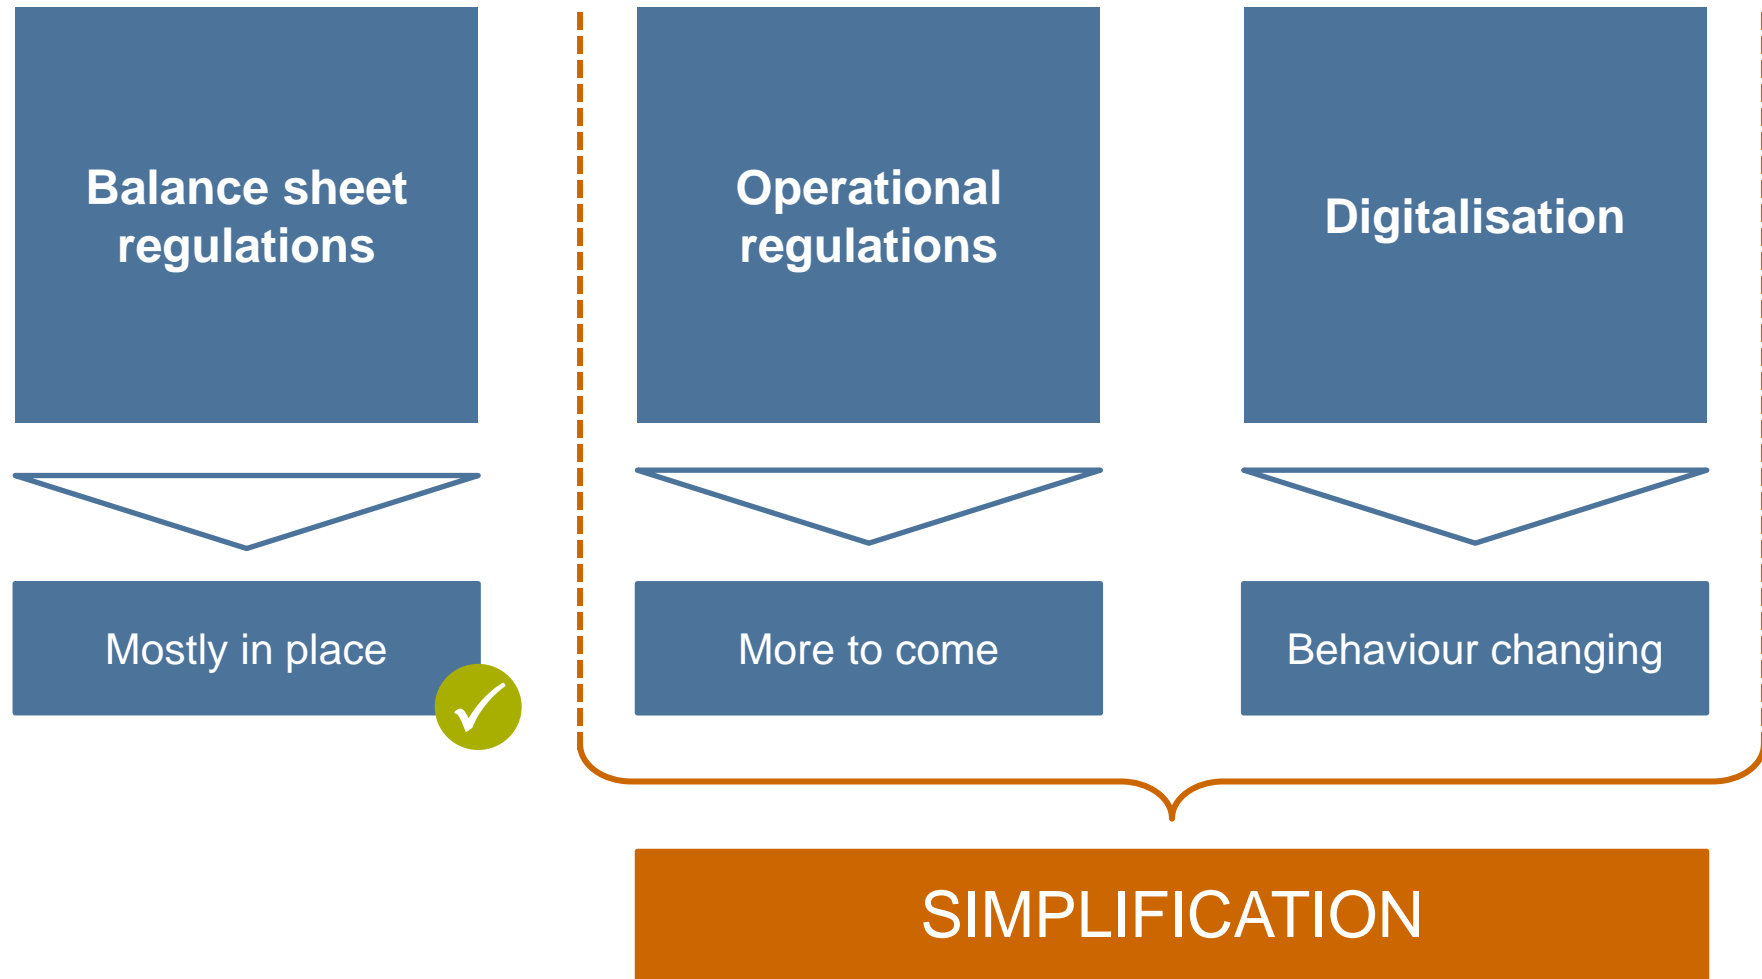 Balance sheet
regulations
Operational
regulations
Digitalisation
Mostly in place
More to come
Behaviour changing
SIMPLIFICATION